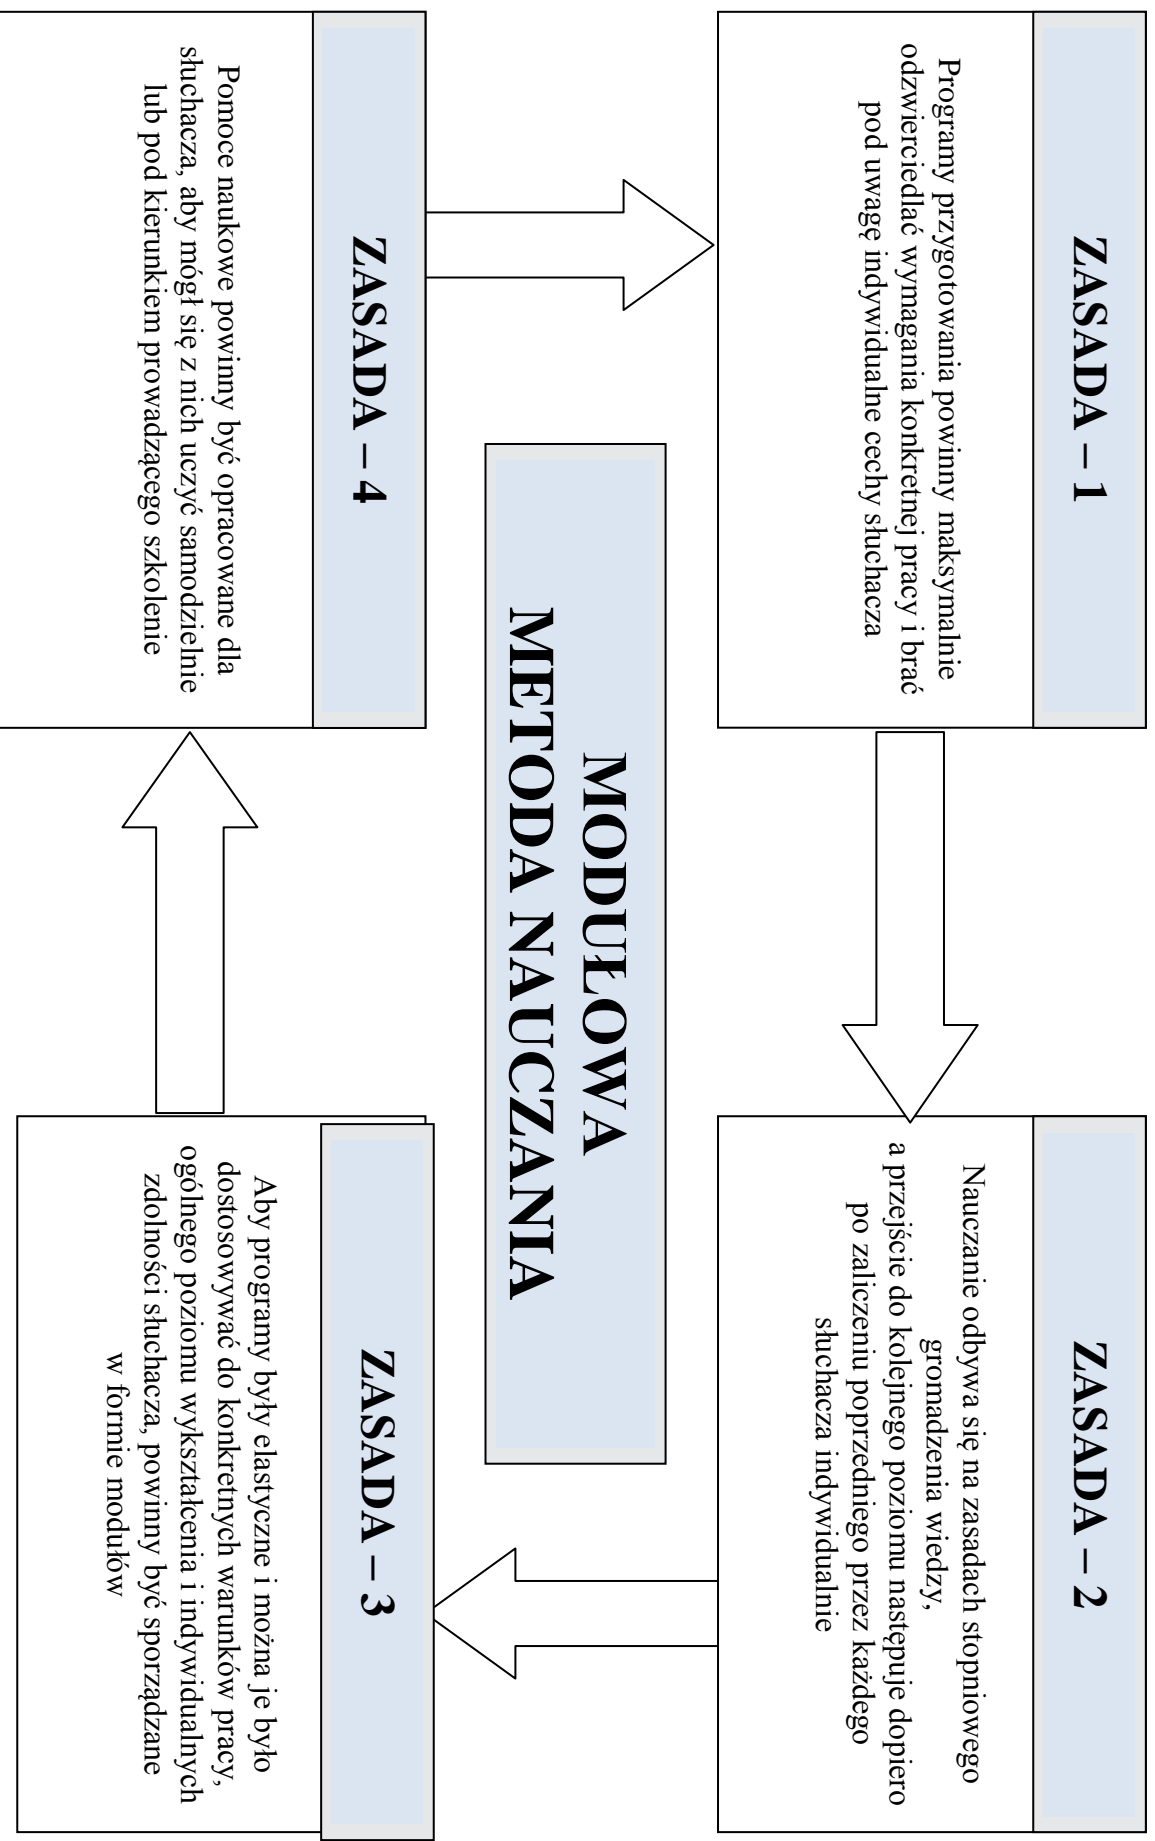 ZASADA – 1
Programy przygotowania powinny maksymalnie
odzwierciedlać wymagania konkretnej pracy i brać
pod uwagę indywidualne cechy słuchacza
ZASADA – 2
Nauczanie odbywa się na zasadach stopniowego
gromadzenia wiedzy,
a przejście do kolejnego poziomu następuje dopiero
po zaliczeniu poprzedniego przez każdego
słuchacza indywidualnie
MODUŁOWA
METODA NAUCZANIA
ZASADA – 4
Pomoce naukowe powinny być opracowane dla
słuchacza, aby mógł się z nich uczyć samodzielnie
lub pod kierunkiem prowadzącego szkolenie
ZASADA – 3
Aby programy były elastyczne i można je było
dostosowywać do konkretnych warunków pracy,
ogólnego poziomu wykształcenia i indywidualnych
zdolności słuchacza, powinny być sporządzane
w formie modułów